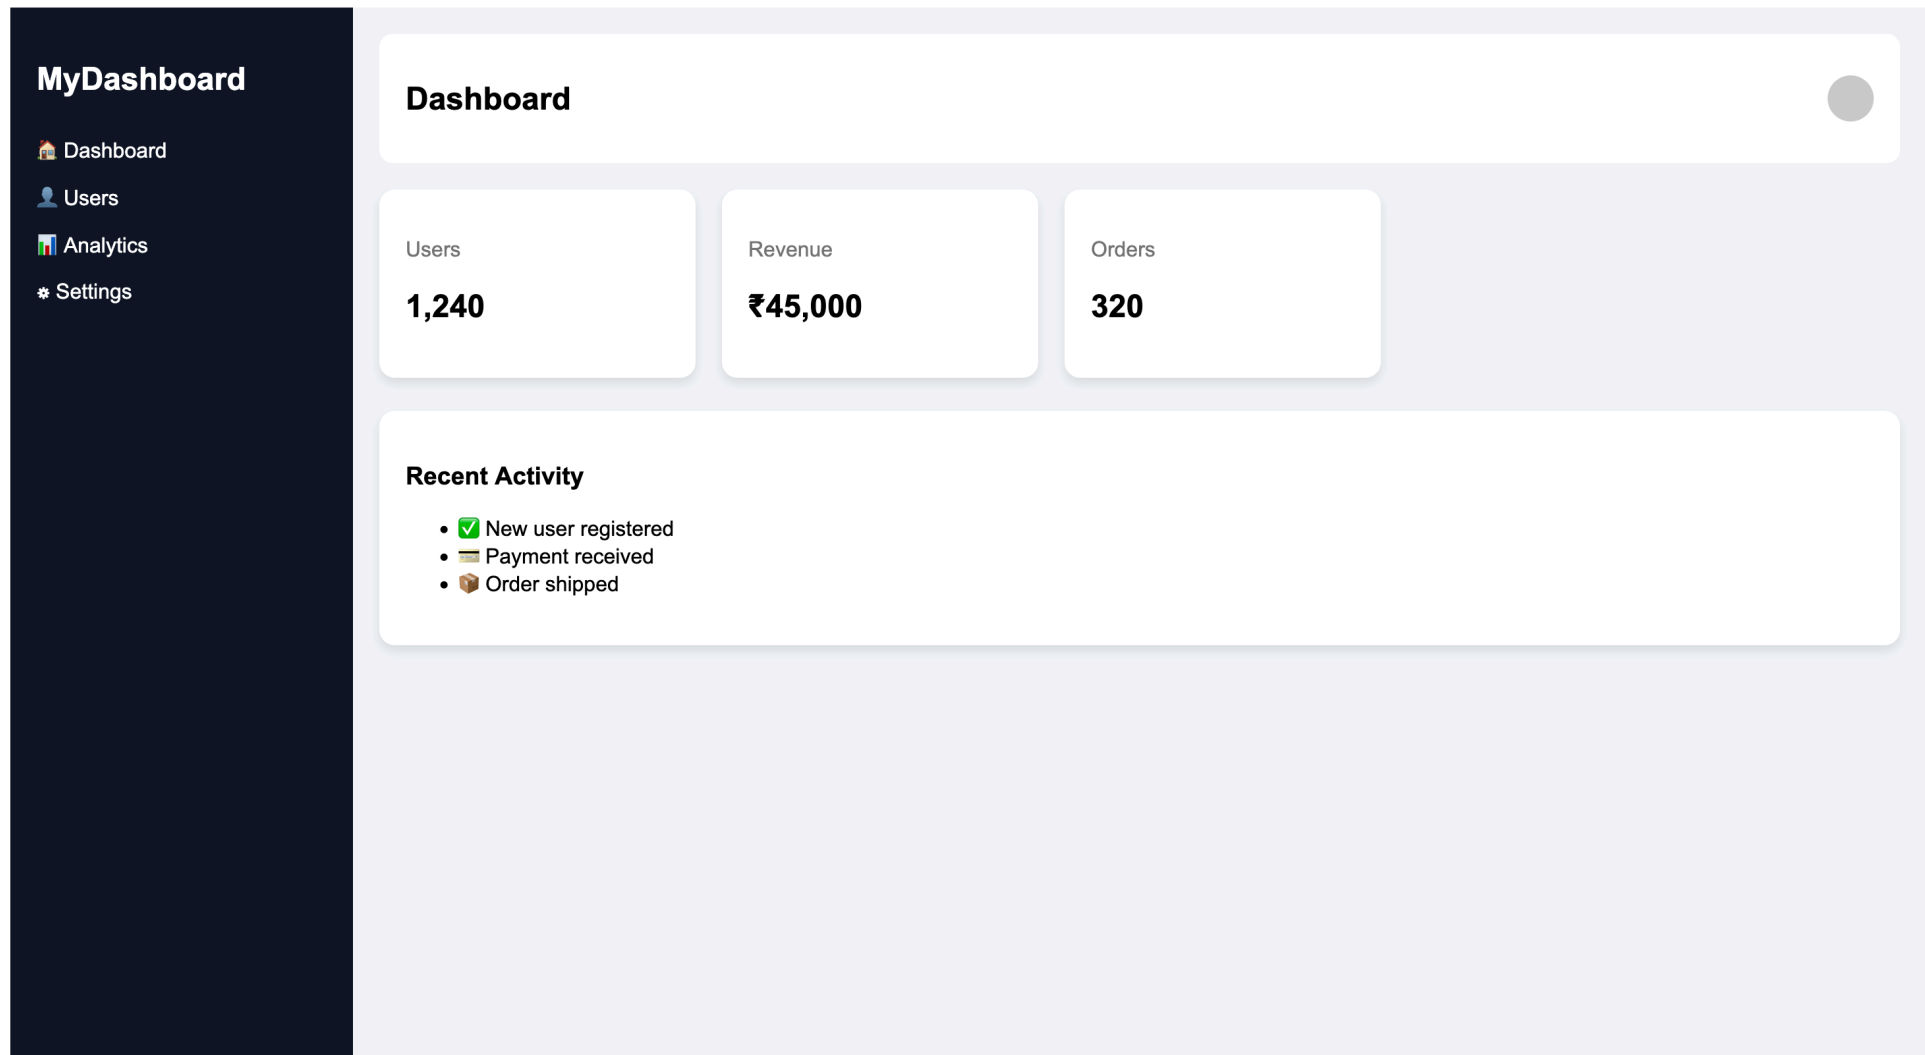 MyDashboard
🏠 Dashboard
👤 Users
📊 Analytics
⚙ Settings
Dashboard
Users
1,240
Revenue
₹45,000
Orders
320
Recent Activity
• ✅ New user registered
• 💳 Payment received
• 📦 Order shipped